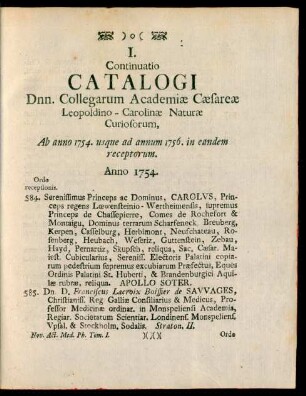 I.
Continuatio
CATALOGI
Dnn. Collegarum Academiæ Cæsareæ
Leopoldino-Carolinæ Naturæ
Curiosorum,
Ab anno 1754. usque ad annum 1756. in eandem
receptorum.
Anno 1754.
Ordo
receptionis.
584. Serenissimus Princeps ac Dominus, CAROLVS, Prin-
ceps regens Lœwensteinio-Wertheimensis, supremus
Princeps de Chassepierre, Comes de Rochefort &
Montaigu, Dominus terrarum Scharfeneck, Breuberg,
Kerpen, Casselburg, Herbimont, Neufchateau, Ro-
senberg, Heubach, Wesfriz, Guttenstein, Zebau,
Hayd, Pernartiz, Skupsch, reliqua, Sac. Cæsar. Ma-
jest. Cubicularius, Sereniss. Electoris Palatini copia-
rum pedestrium supremus excubiarum Præfectus, Eques
Ordinis Palatini St. Huberti, & Brandenburgici Aqui-
læ rubræ, reliqua. APOLLO SOTER.
585. Dn. D. Franciscus Lacroix Boissier de SAVVAGES,
Christianiss. Reg. Galliæ Consiliarius & Medicus, Pro-
fessor Medicinæ ordinar. in Monspeliensi Academia,
Regiar. Societatum Scientiar. Londinens. Monspeliens.
Vpsal. & Stockholm. Sodalis. Straton. II.
Nov. Act. Med. Ph. Tom. I. )( )( Ordo